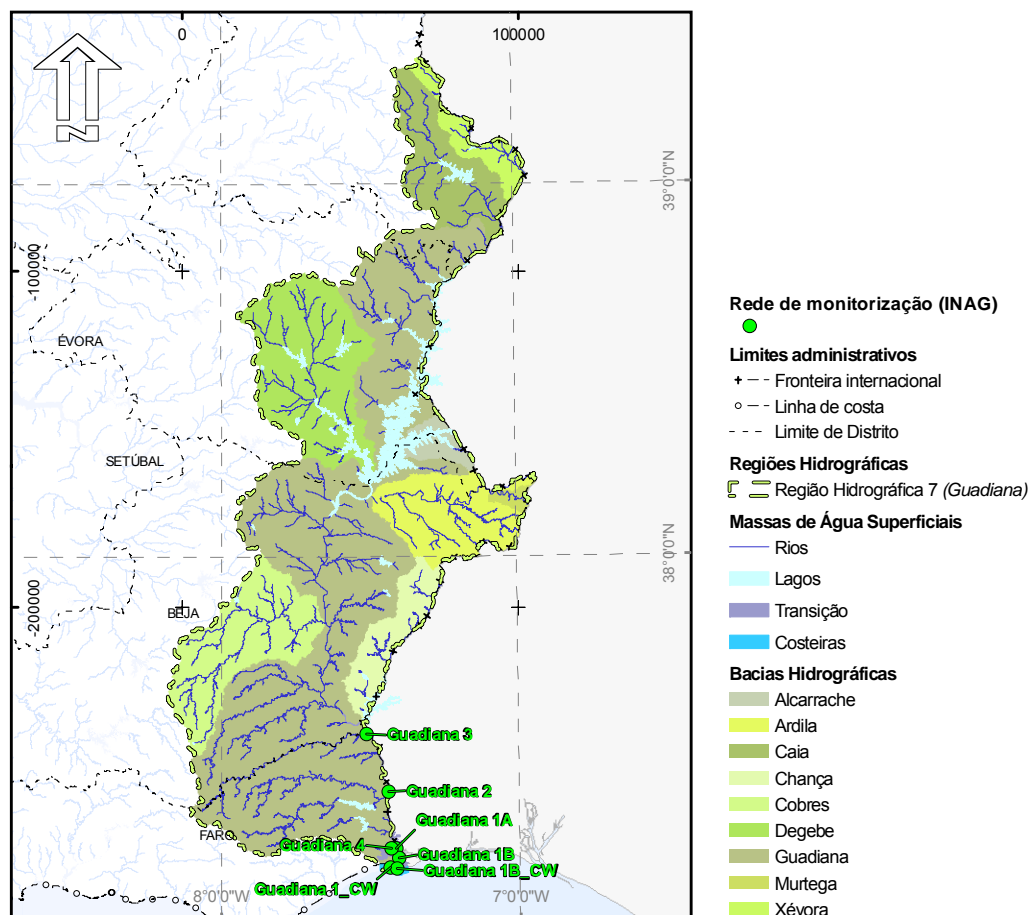 0
100000
N
39°0'0"N
-100000
ÉVORA
SETÚBAL
38°0'0"N
-200000
BEJA
Guadiana 3
Guadiana 2
Guadiana 1A
FARO
Guadiana 4
Guadiana 1B
Guadiana 1B_CW
Guadiana 1_CW
8°0'0"W
7°0'0"W
Rede de monitorização (INAG)
Limites administrativos
Fronteira internacional
Linha de costa
Limite de Distrito
Regiões Hidrográficas
Região Hidrográfica 7 (Guadiana)
Massas de Água Superficiais
Rios
Lagos
Transição
Costeiras
Bacias Hidrográficas
Alcarrache
Ardila
Caia
Chança
Cobres
Degebe
Guadiana
Murtega
Xévora